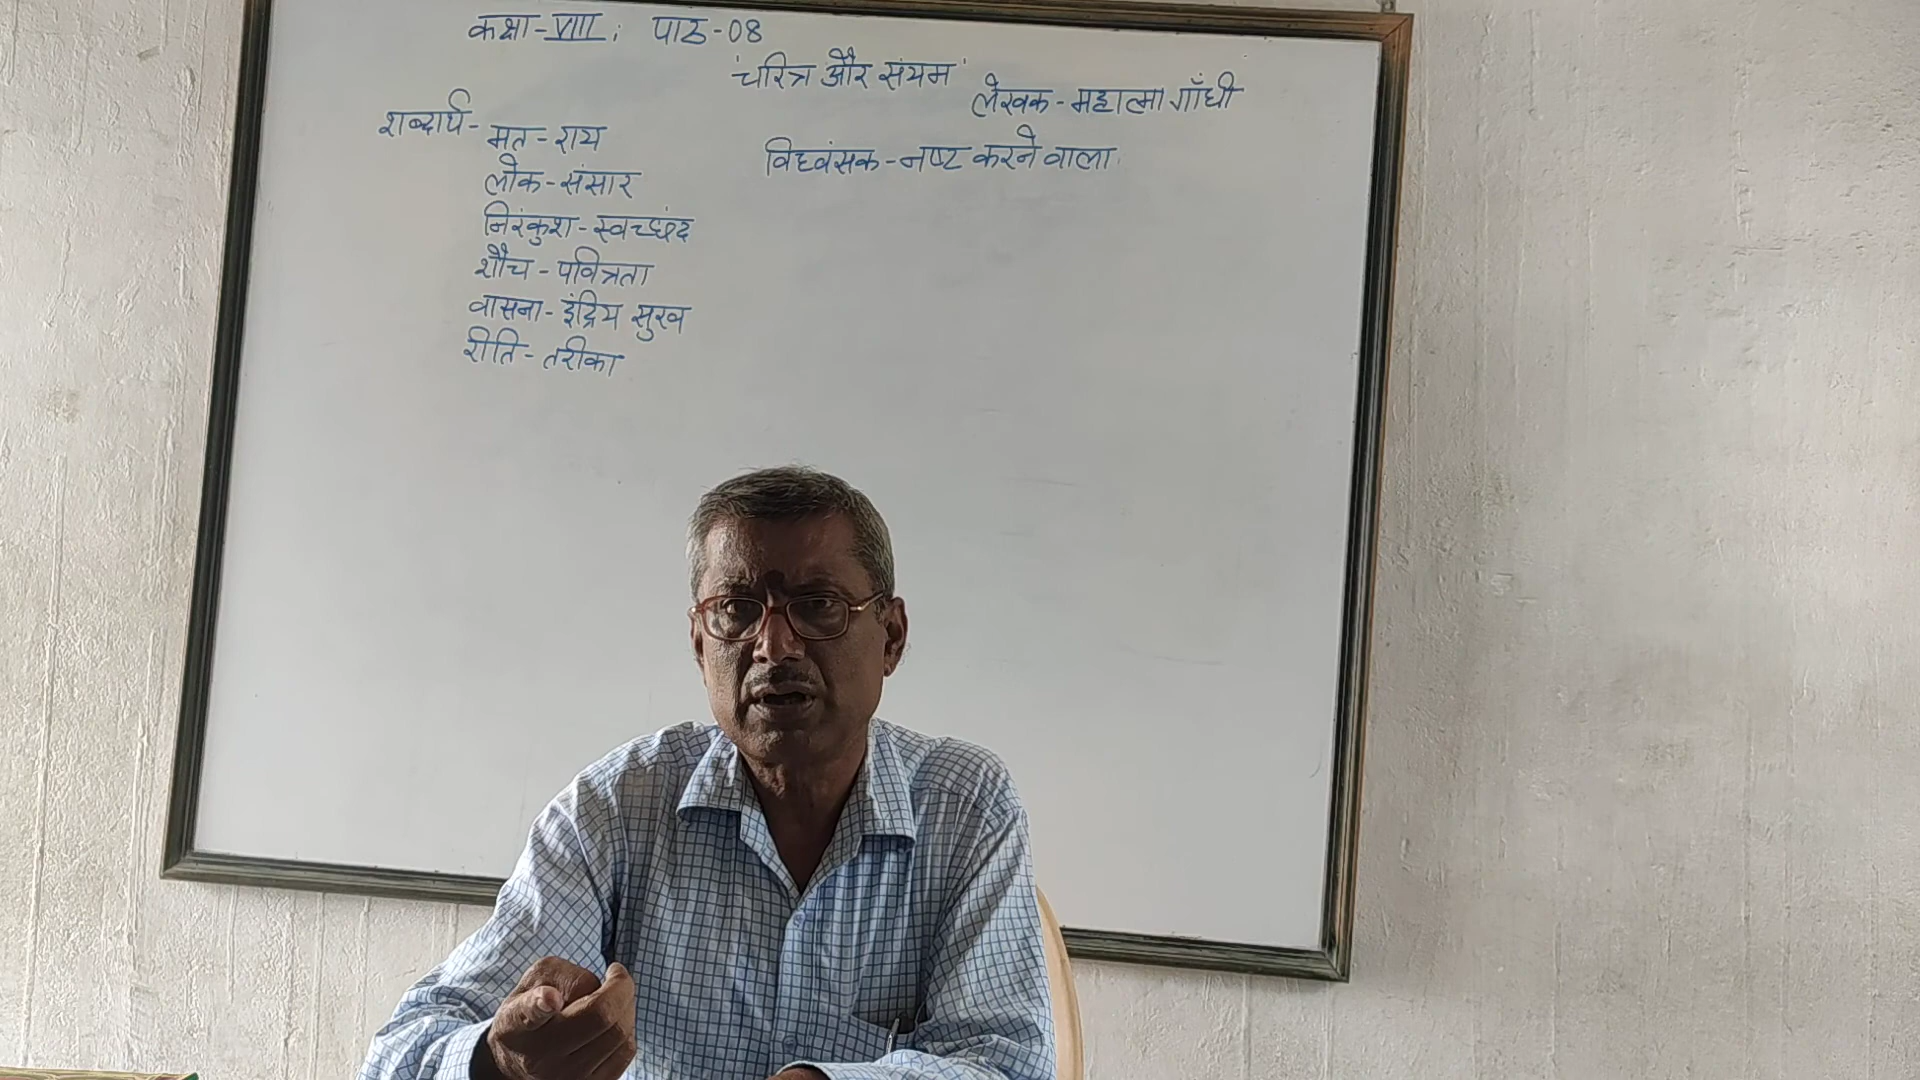 कक्षा-VIII; पाठ-08
'चरित्र और संयम'
लेखक-महात्मा गाँधी
शब्दार्थ-
मत-राय
लोक-संसार
निरंकुश-स्वच्छंद
शौच-पवित्रता
वासना-इंद्रिय सुख
रीति-तरीका
विध्वंसक-नष्ट करने वाला